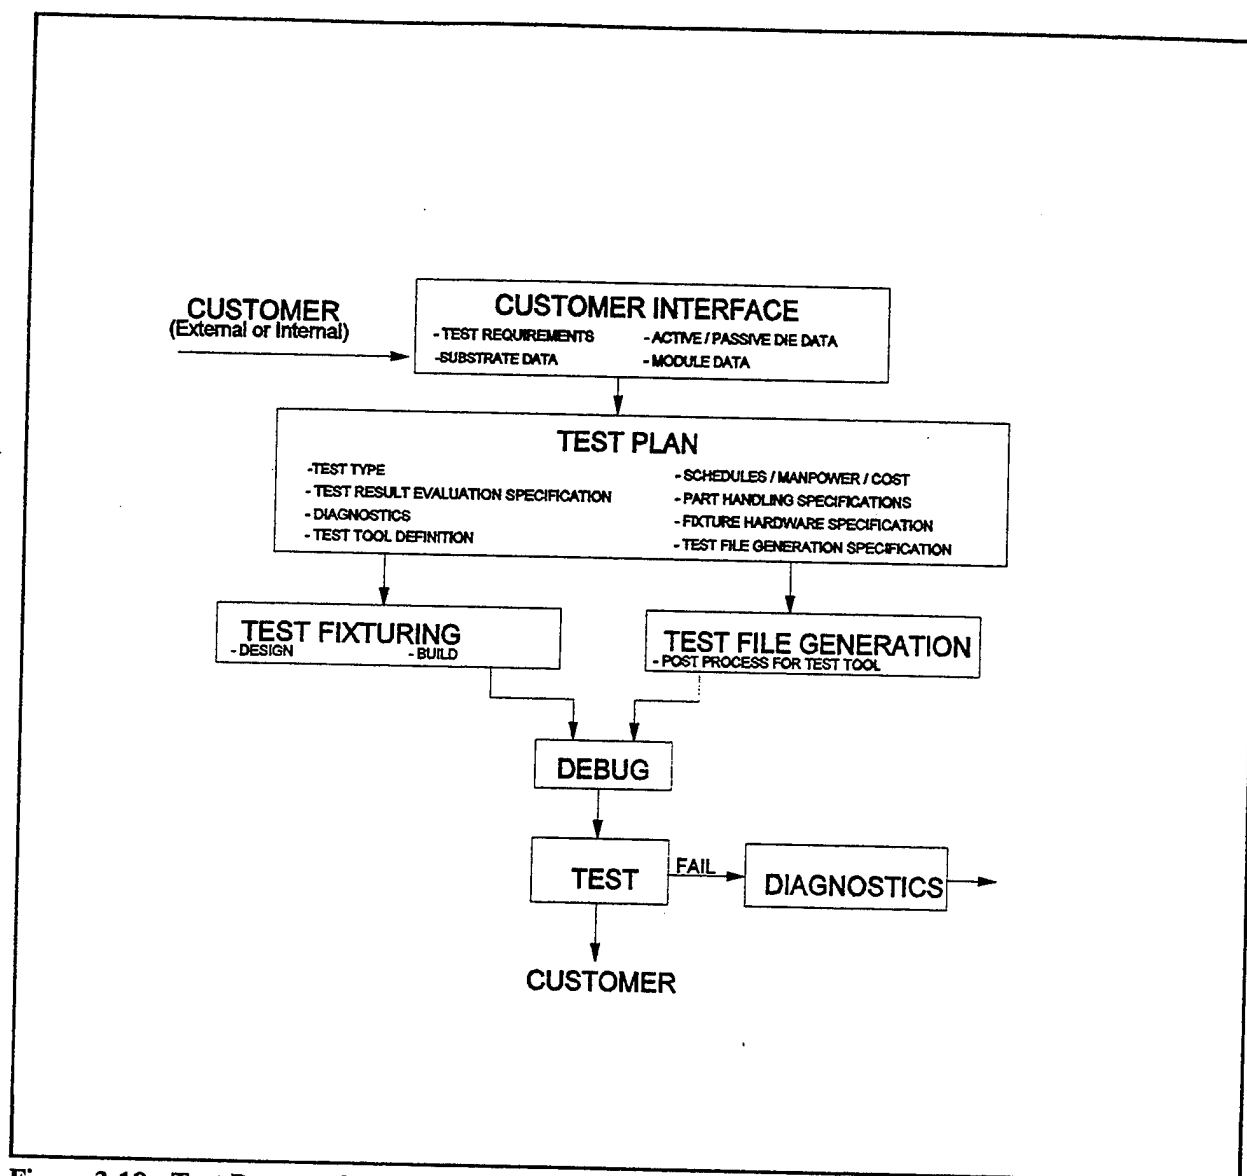 CUSTOMER
(External or Internal)
CUSTOMER INTERFACE
- TEST REQUIREMENTS
- ACTIVE / PASSIVE DIE DATA
-SUBSTRATE DATA
- MODULE DATA
TEST PLAN
-TEST TYPE
- TEST RESULT EVALUATION SPECIFICATION
- DIAGNOSTICS
- TEST TOOL DEFINITION
- SCHEDULES / MANPOWER / COST
- PART HANDLING SPECIFICATIONS
- FIXTURE HARDWARE SPECIFICATION
- TEST FILE GENERATION SPECIFICATION
TEST FIXTURING
- DESIGN - BUILD
TEST FILE GENERATION
- POST PROCESS FOR TEST TOOL
DEBUG
TEST
FAIL
DIAGNOSTICS
CUSTOMER